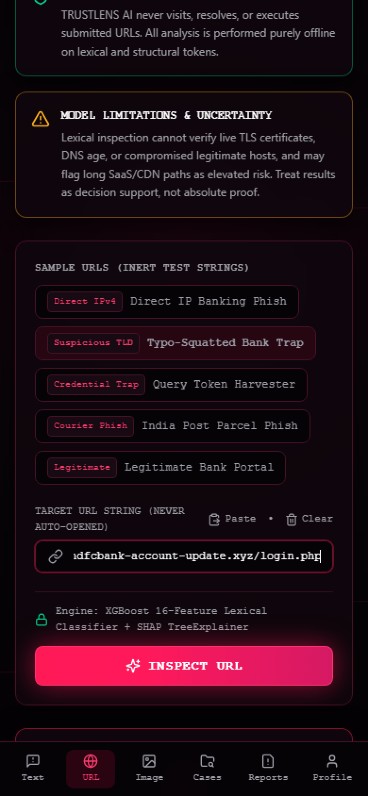 TRUSTLENS AI never visits, resolves, or executes
submitted URLs. All analysis is performed purely offline
on lexical and structural tokens.
MODEL LIMITATIONS & UNCERTAINTY
Lexical inspection cannot verify live TLS certificates,
DNS age, or compromised legitimate hosts, and may
flag long SaaS/CDN paths as elevated risk. Treat results
as decision support, not absolute proof.
SAMPLE URLS (INERT TEST STRINGS)
Direct IPv4 Direct IP Banking Phish
Suspicious TLD Typo-Squatted Bank Trap
Credential Trap Query Token Harvester
Courier Phish India Post Parcel Phish
Legitimate Legitimate Bank Portal
TARGET URL STRING (NEVER
AUTO-OPENED)
Paste • Clear
dfcbank-account-update.xyz/login.php
Engine: XGBoost 16-Feature Lexical
Classifier + SHAP TreeExplainer
INSPECT URL
Text URL Image Cases Reports Profile